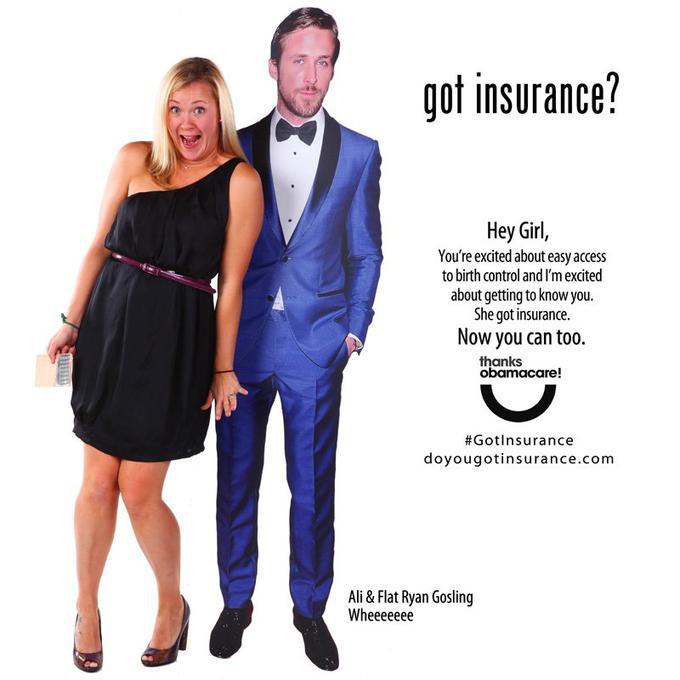 got insurance?
Hey Girl,
You're excited about easy access
to birth control and I'm excited
about getting to know you.
She got insurance.
Now you can too.
thanks
obamacare!
#GotInsurance
doyougotinsurance.com
Ali & Flat Ryan Gosling
Wheeeeeee